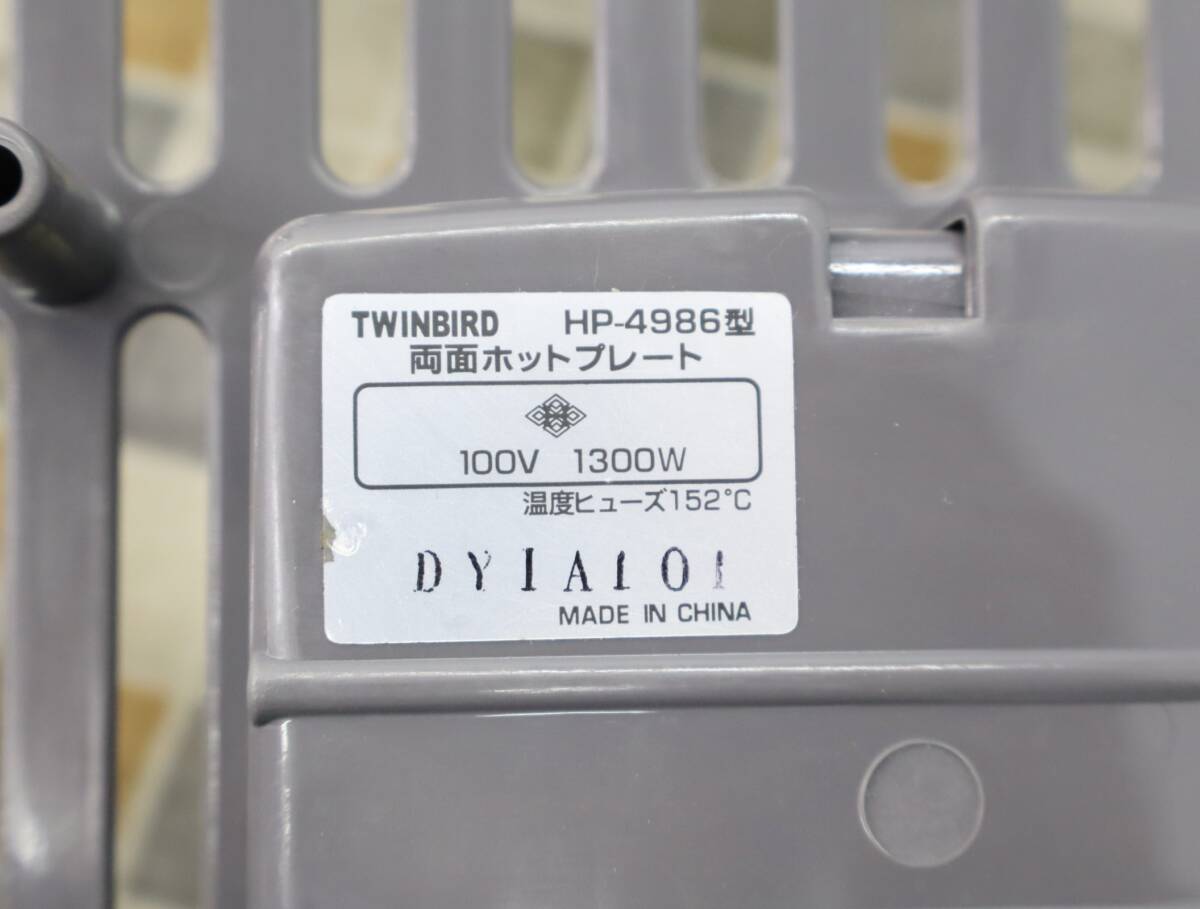 TWINBIRD HP-4986型
両面ホットプレート
100V 1300W
温度ヒューズ152℃
DY1A101
MADE IN CHINA